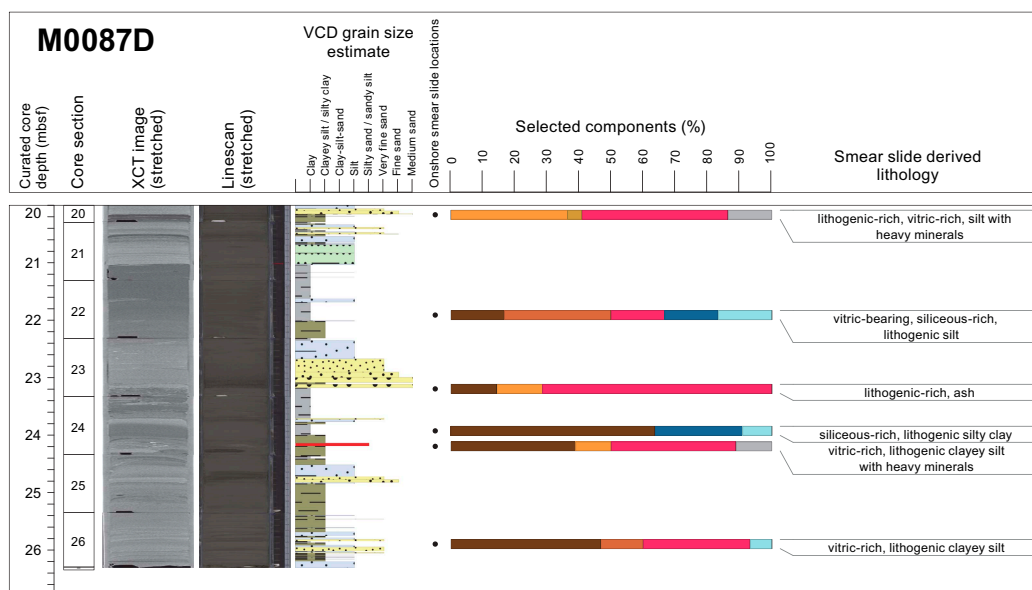 M0087D
VCD grain size
estimate
Curated core
depth (mbsf)
Core section
XCT image
(stretched)
Linescan
(stretched)
Clay
Clayey silt / silty clay
Clay-silt-sand
Silt
Silty sand / sandy silt
Very fine sand
Fine sand
Medium sand
Onshore smear slide locations
Selected components (%)
0 10 20 30 40 50 60 70 80 90 100
Smear slide derived
lithology
20
21
22
23
24
25
26
20
21
22
23
24
25
26
lithogenic-rich, vitric-rich, silt with
heavy minerals
vitric-bearing, siliceous-rich,
lithogenic silt
lithogenic-rich, ash
siliceous-rich, lithogenic silty clay
vitric-rich, lithogenic clayey silt
with heavy minerals
vitric-rich, lithogenic clayey silt